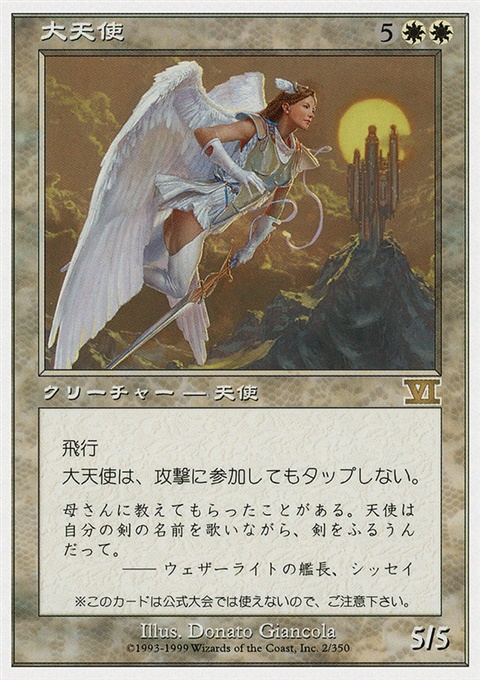 大天使 5
クリーチャー — 天使 VI
飛行
大天使は、攻撃に参加してもタップしない。
母さんに教えてもらったことがある。天使は
自分の剣の名前を歌いながら、剣をふるうん
だって。
—— ウェザーライトの艦長、シッセイ
※このカードは公式大会では使えないので、ご注意下さい。
Illus. Donato Giancola
©1993-1999 Wizards of the Coast, Inc. 2/350
5/5